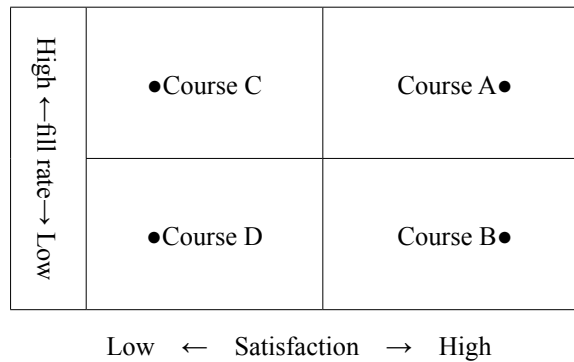 High ←fill rate→ Low
●Course C
Course A●
●Course D
Course B●
Low ← Satisfaction → High